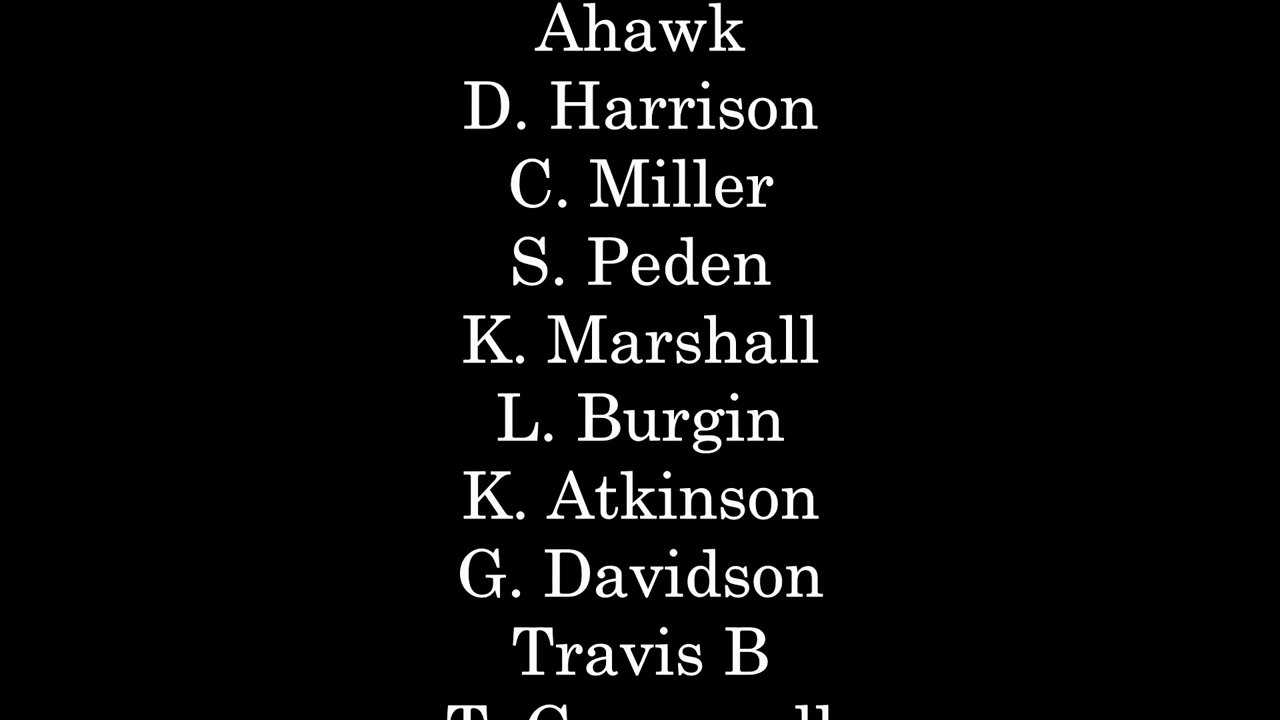 Ahawk
D. Harrison
C. Miller
S. Peden
K. Marshall
L. Burgin
K. Atkinson
G. Davidson
Travis B
T.